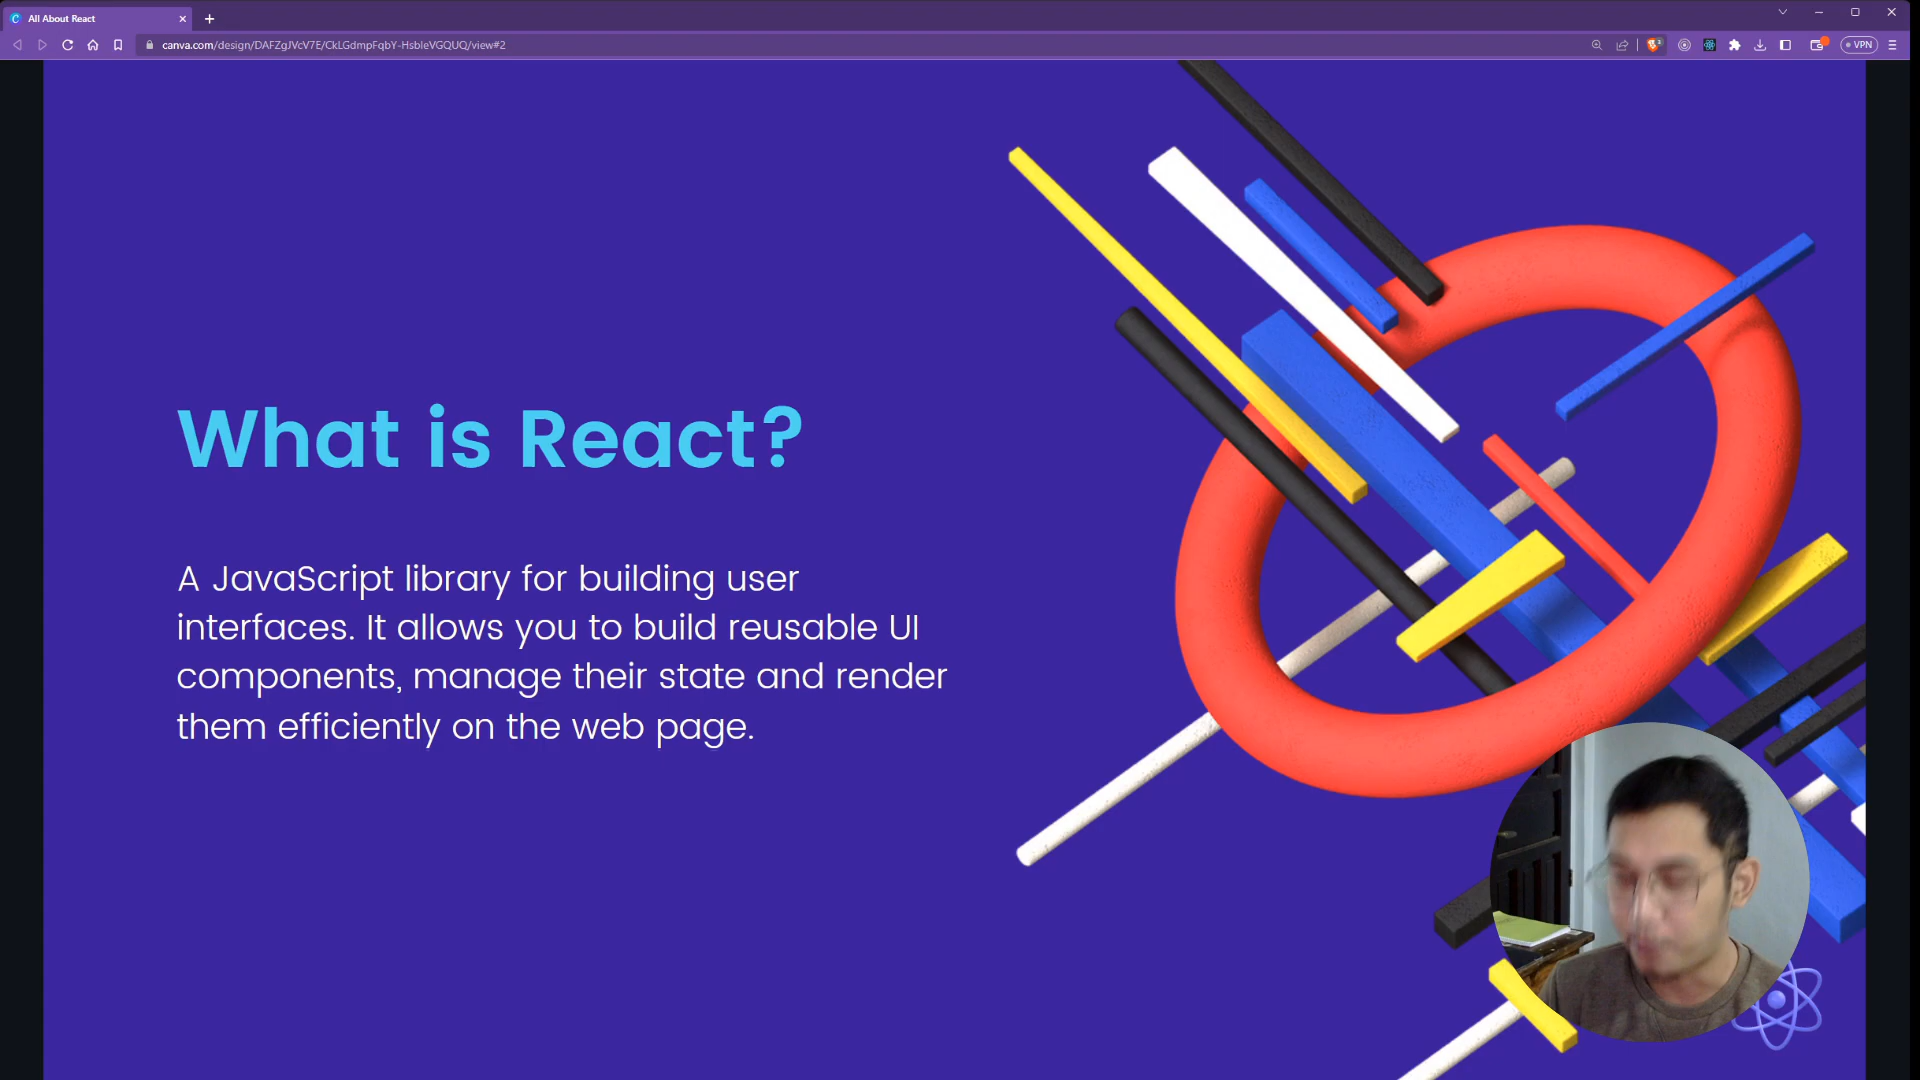 All About React
canva.com/design/DAFZgJVcV7E/CkLGdmpFqbY-HsbleVGQUQ/view#2
VPN
What is React?
A JavaScript library for building user
interfaces. It allows you to build reusable UI
components, manage their state and render
them efficiently on the web page.